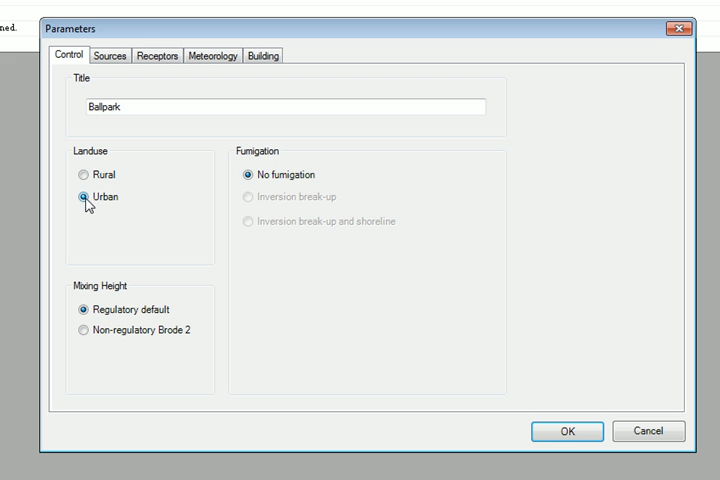 ned.
Parameters
Control Sources Receptors Meteorology Building
Title
Ballpark
Landuse
Rural
Urban
Fumigation
No fumigation
Inversion break-up
Inversion break-up and shoreline
Mixing Height
Regulatory default
Non-regulatory Brode 2
OK Cancel